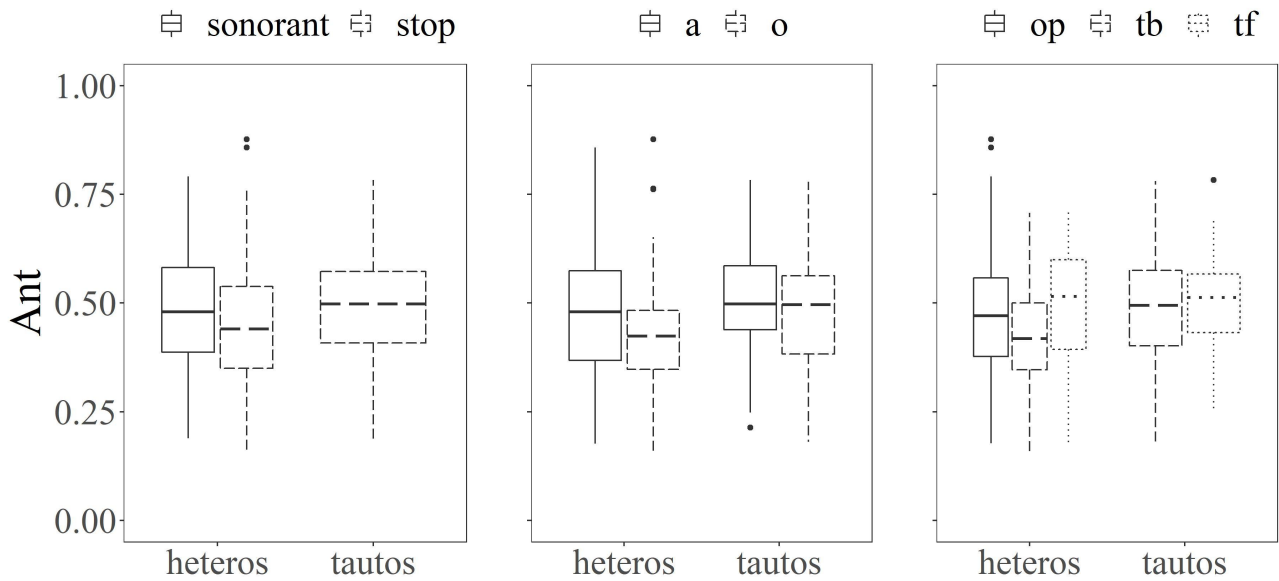 sonorant stop
a o
op tb tf
1.00
0.75
0.50
0.25
0.00
Ant
heteros tautos
heteros tautos
heteros tautos